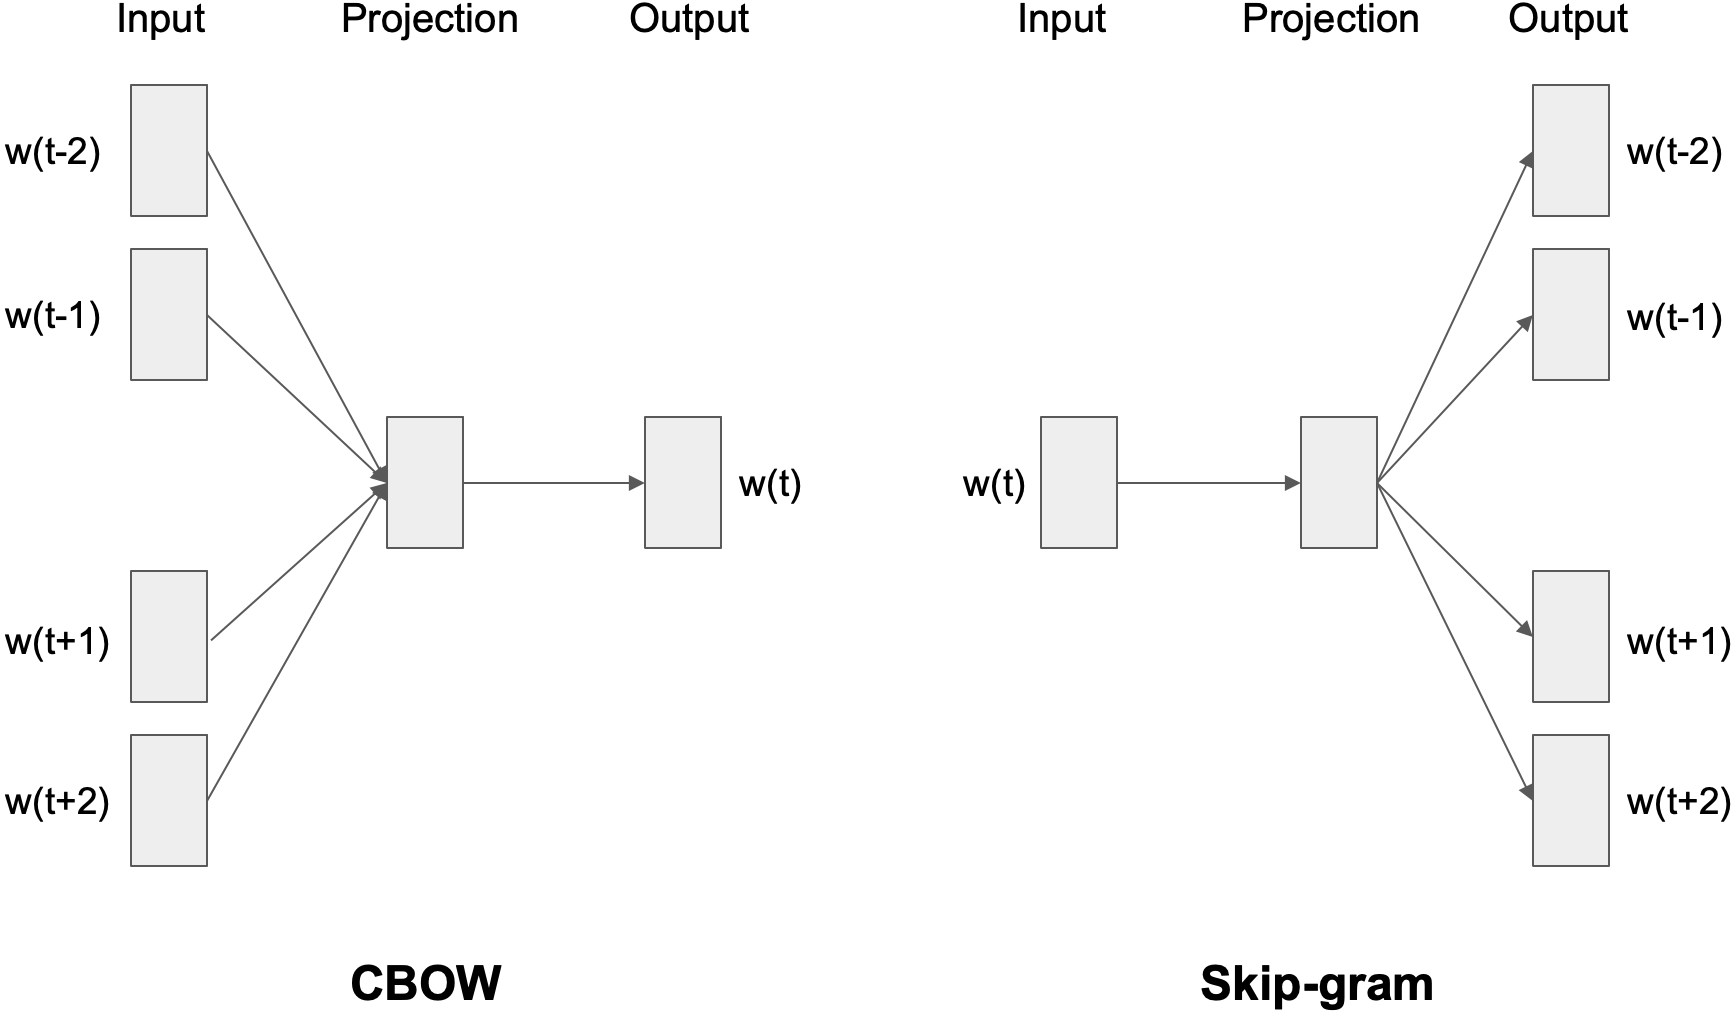 Input Projection Output
w(t-2)
w(t-1)
w(t)
w(t+1)
w(t+2)
CBOW
Input Projection Output
w(t-2)
w(t-1)
w(t)
w(t+1)
w(t+2)
Skip-gram